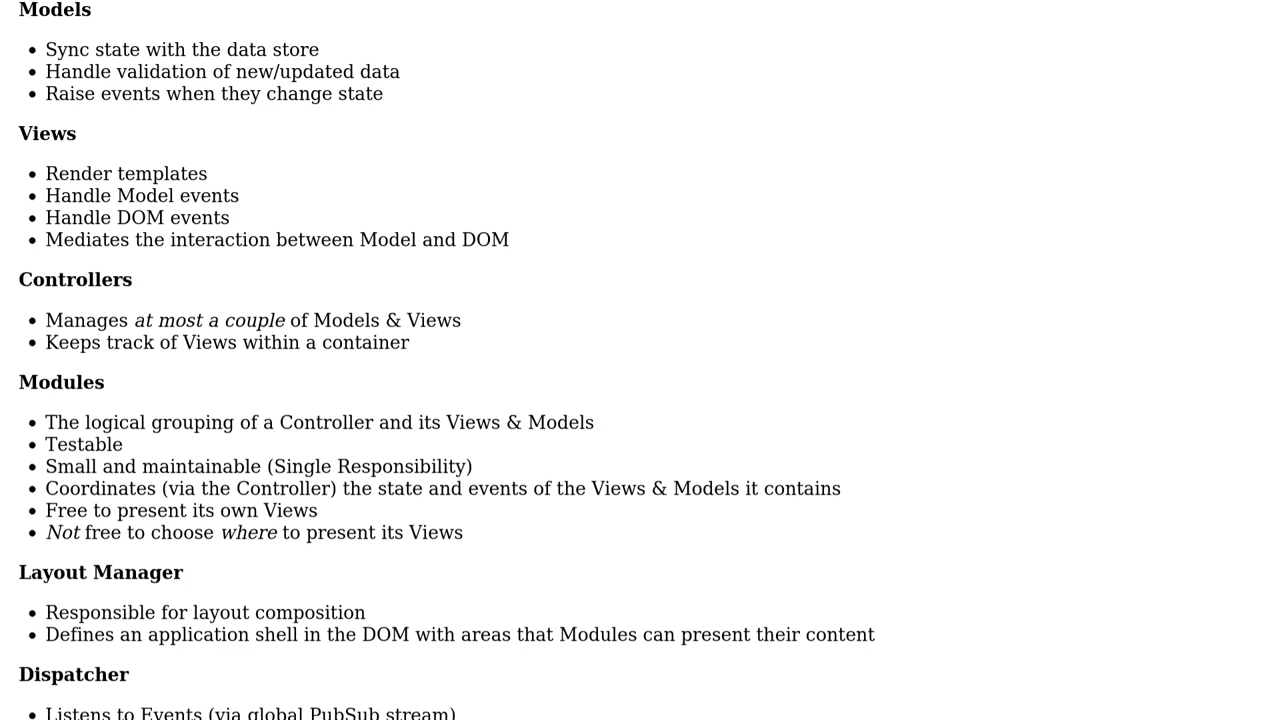 Models
Sync state with the data store
Handle validation of new/updated data
Raise events when they change state
Views
Render templates
Handle Model events
Handle DOM events
Mediates the interaction between Model and DOM
Controllers
Manages at most a couple of Models & Views
Keeps track of Views within a container
Modules
The logical grouping of a Controller and its Views & Models
Testable
Small and maintainable (Single Responsibility)
Coordinates (via the Controller) the state and events of the Views & Models it contains
Free to present its own Views
Not free to choose where to present its Views
Layout Manager
Responsible for layout composition
Defines an application shell in the DOM with areas that Modules can present their content
Dispatcher
Listens to Events (via global PubSub stream)